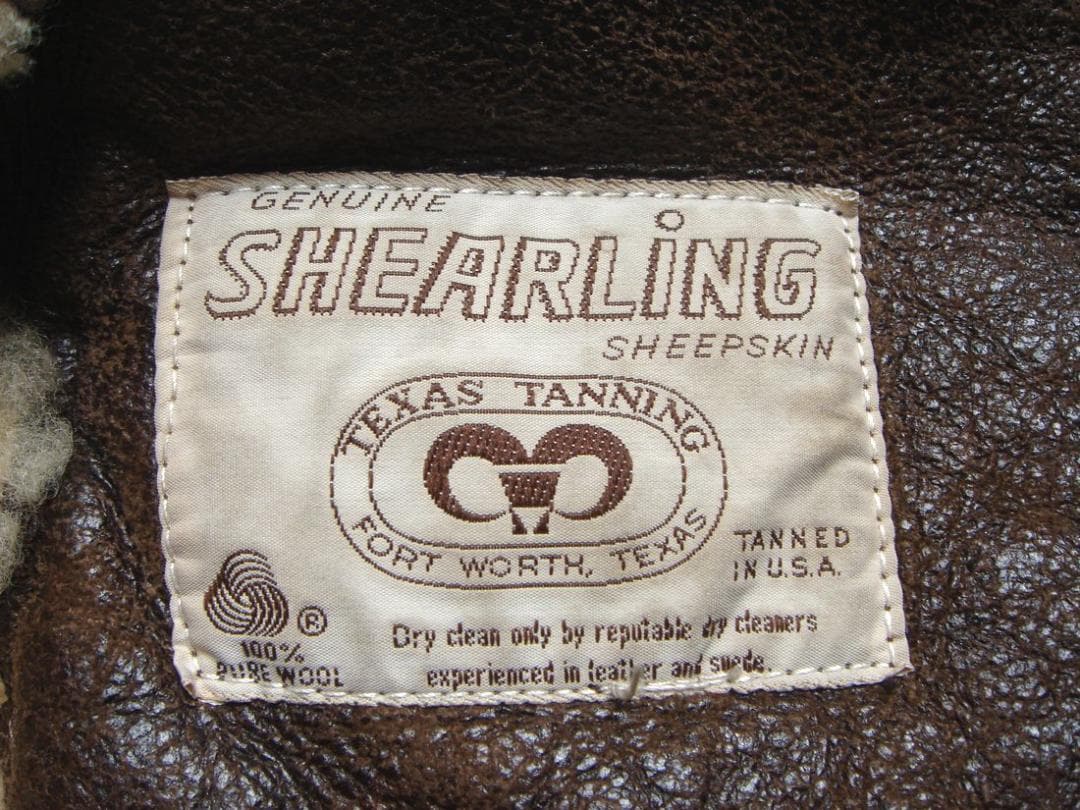 GENUINE
SHEARLiNG
SHEEPSKIN
TEXAS TANNING
FORT WORTH, TEXAS
TANNED
IN U.S.A.
®
100%
PURE WOOL
Dry clean only by reputable dry cleaners
experienced in leather and suede.